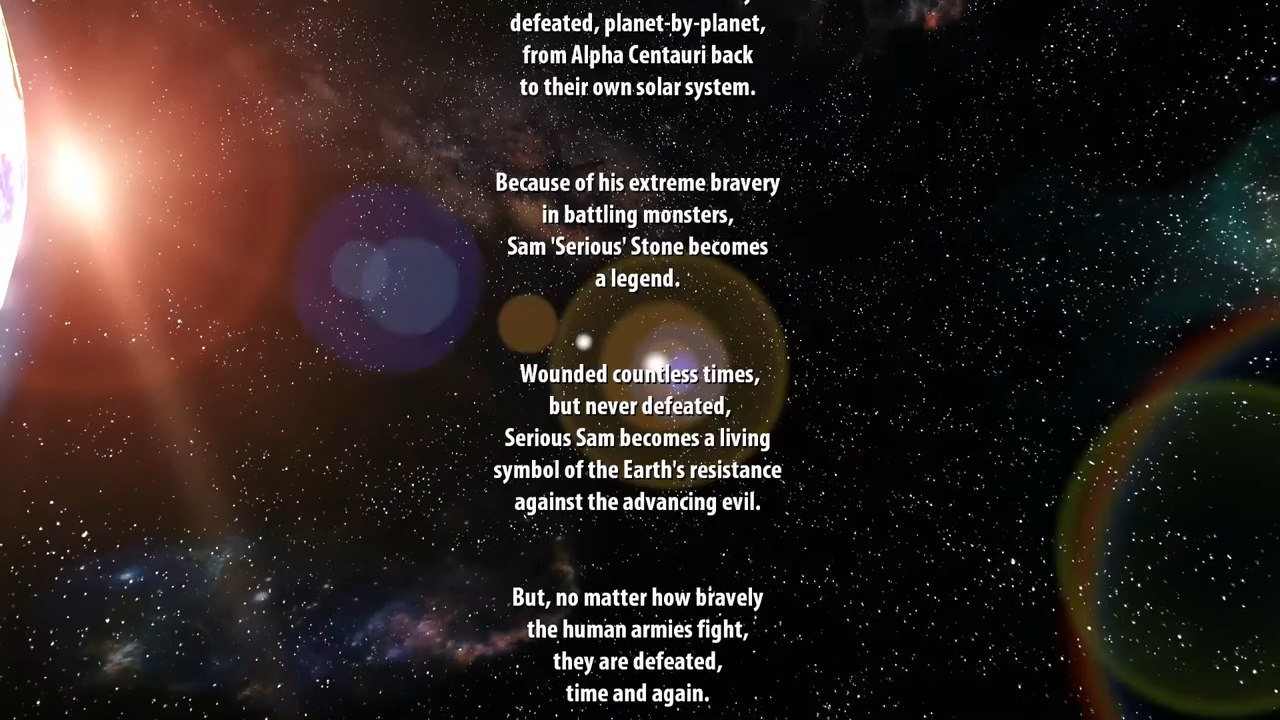 defeated, planet-by-planet,
from Alpha Centauri back
to their own solar system.
Because of his extreme bravery
in battling monsters,
Sam 'Serious' Stone becomes
a legend.
Wounded countless times,
but never defeated,
Serious Sam becomes a living
symbol of the Earth's resistance
against the advancing evil.
But, no matter how bravely
the human armies fight,
they are defeated,
time and again.